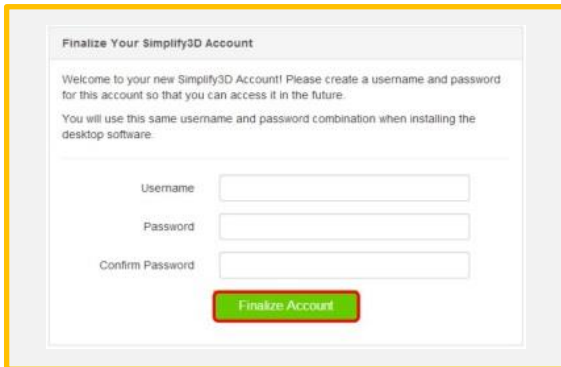 Finalize Your Simplify3D Account
Welcome to your new Simplify3D Account! Please create a username and password
for this account so that you can access it in the future.
You will use this same username and password combination when installing the
desktop software.
Username
Password
Confirm Password
Finalize Account